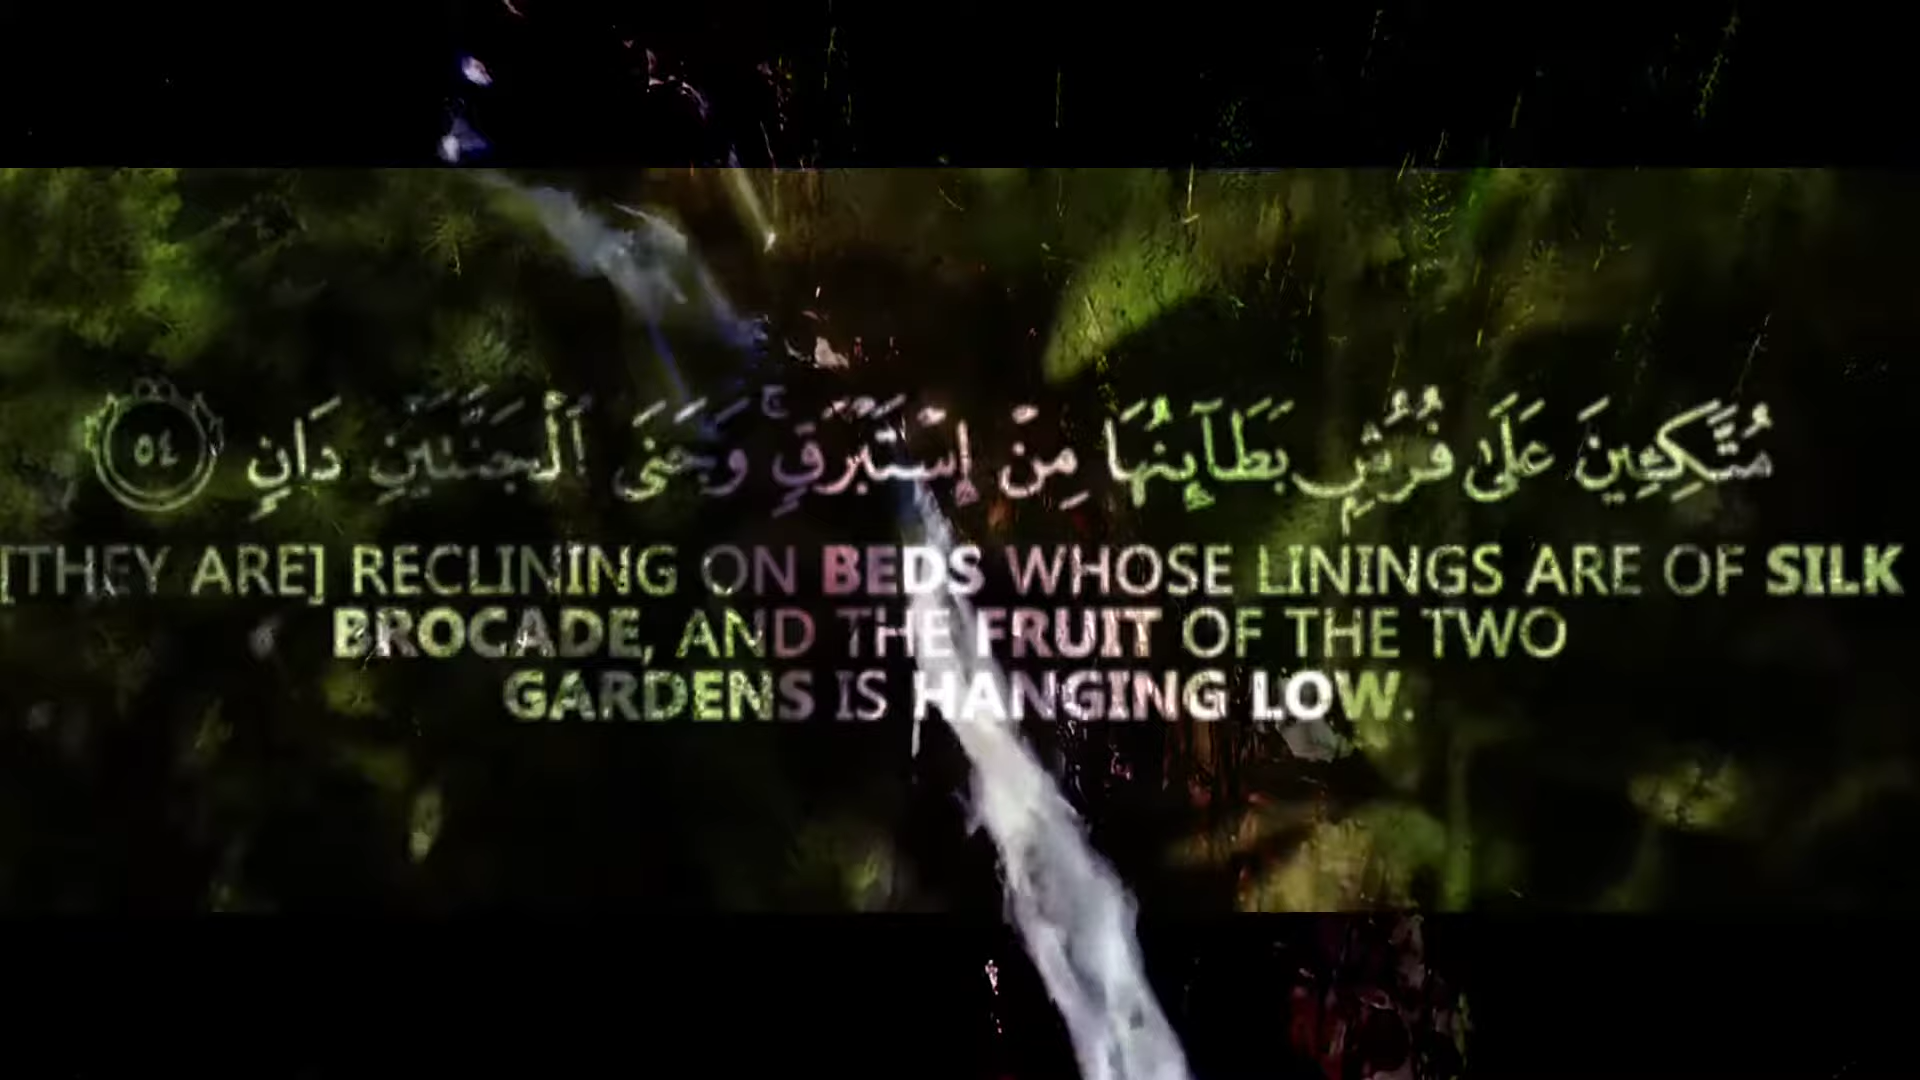 مُتَّكِـِٔينَ عَلَىٰ فُرُشٍۭ بَطَآئِنُهَا مِنْ إِسْتَبْرَقٍ ۚ وَجَنَى ٱلْجَنَّتَيْنِ دَانٍ ٥٤
[THEY ARE] RECLINING ON BEDS WHOSE LININGS ARE OF SILK
BROCADE, AND THE FRUIT OF THE TWO
GARDENS IS HANGING LOW.